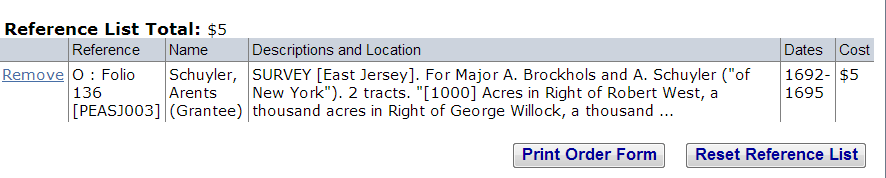 Reference List Total: $5
Reference Name Descriptions and Location Dates Cost
Remove O : Folio Schuyler, SURVEY [East Jersey]. For Major A. Brockhols and A. Schuyler ("of 1692- $5
136 Arents New York"). 2 tracts. "[1000] Acres in Right of Robert West, a 1695
[PEASJ003] (Grantee) thousand acres in Right of George Willock, a thousand ...
Print Order Form Reset Reference List